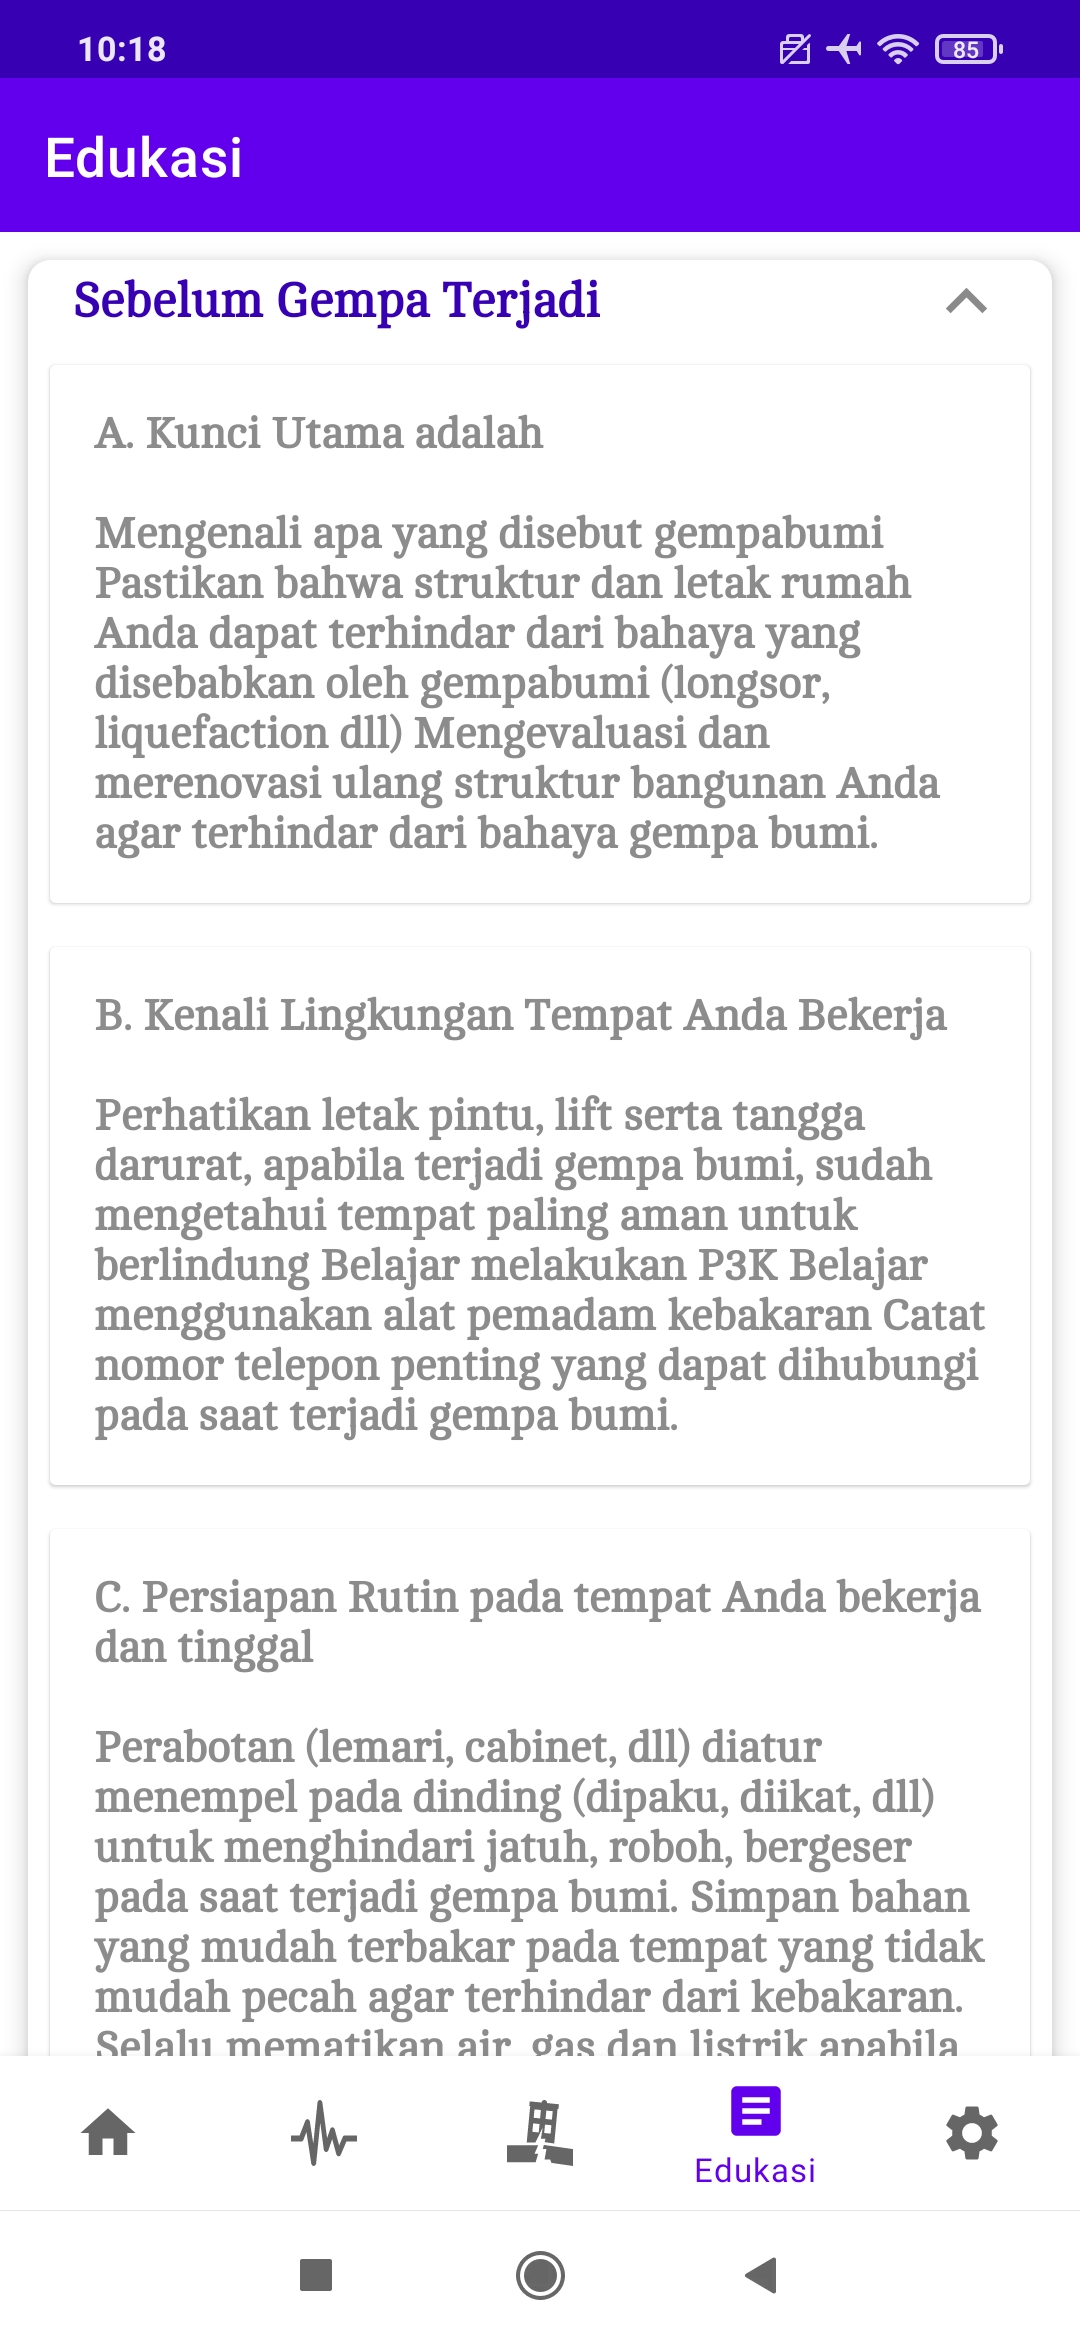 10:18
85
Edukasi
Sebelum Gempa Terjadi
A. Kunci Utama adalah
Mengenali apa yang disebut gempabumi
Pastikan bahwa struktur dan letak rumah
Anda dapat terhindar dari bahaya yang
disebabkan oleh gempabumi (longsor,
liquefaction dll) Mengevaluasi dan
merenovasi ulang struktur bangunan Anda
agar terhindar dari bahaya gempa bumi.
B. Kenali Lingkungan Tempat Anda Bekerja
Perhatikan letak pintu, lift serta tangga
darurat, apabila terjadi gempa bumi, sudah
mengetahui tempat paling aman untuk
berlindung Belajar melakukan P3K Belajar
menggunakan alat pemadam kebakaran Catat
nomor telepon penting yang dapat dihubungi
pada saat terjadi gempa bumi.
C. Persiapan Rutin pada tempat Anda bekerja
dan tinggal
Perabotan (lemari, cabinet, dll) diatur
menempel pada dinding (dipaku, diikat, dll)
untuk menghindari jatuh, roboh, bergeser
pada saat terjadi gempa bumi. Simpan bahan
yang mudah terbakar pada tempat yang tidak
mudah pecah agar terhindar dari kebakaran.
Selalu mematikan air, gas dan listrik apabila
Edukasi